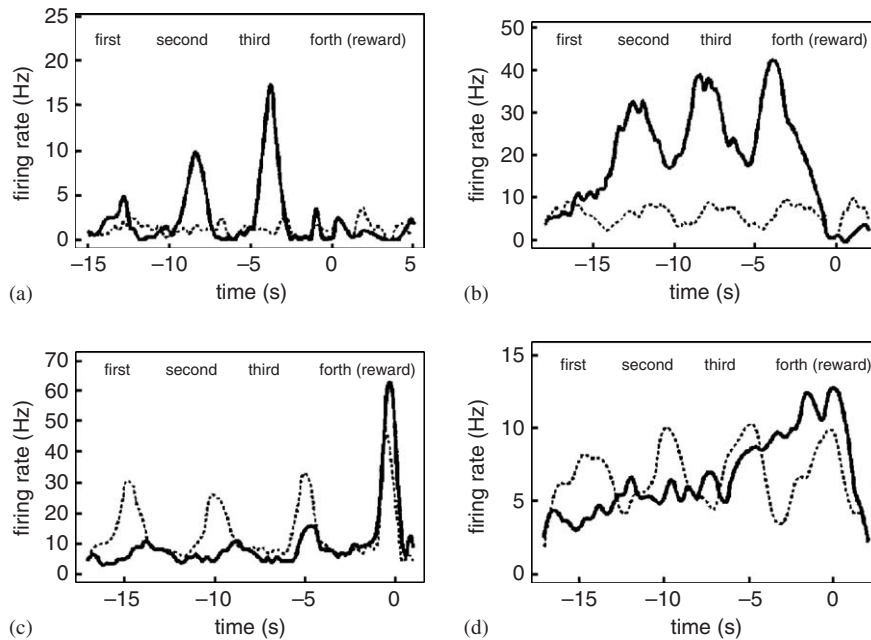 25
20
15
10
5
0
first second third forth (reward)
firing rate (Hz)
−15 −10 −5 0 5
time (s)
(a)
50
40
30
20
10
0
first second third forth (reward)
firing rate (Hz)
−15 −10 −5 0
time (s)
(b)
70
60
50
40
30
20
10
0
first second third forth (reward)
firing rate (Hz)
−15 −10 −5 0
time (s)
(c)
15
10
5
0
first second third forth (reward)
firing rate (Hz)
−15 −10 −5 0
time (s)
(d)